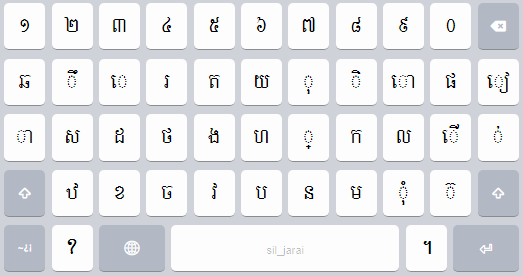 ១ ២ ៣ ៤ ៥ ៦ ៧ ៨ ៩ ០
ឆ ◌ឹ ◌េ រ ត យ ◌ុ ◌ិ ◌ោ ផ ◌ៀ
◌ា ស ដ ថ ង ហ ◌្ ក ល ◌ើ ◌់
ឋ ខ ច វ ប ន ម ◌ុំ ◌៊
~¿¡ ? sil_jarai ។